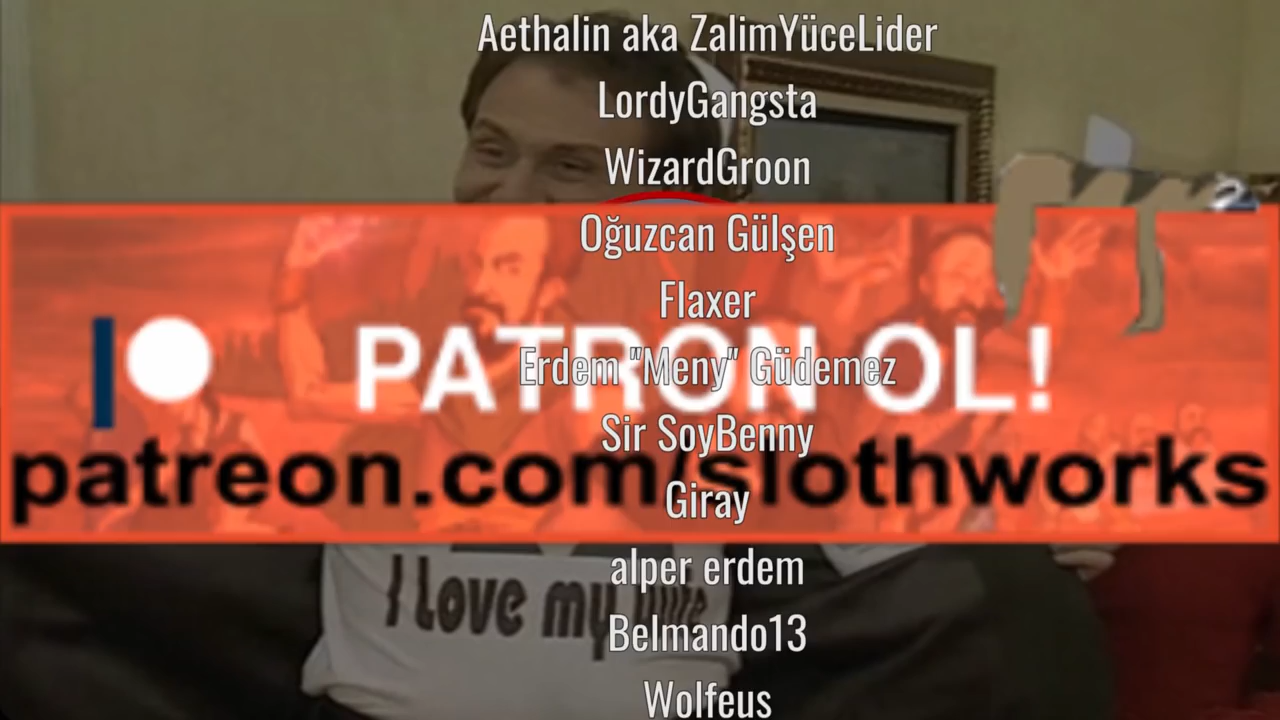 Aethalin aka ZalimYüceLider
LordyGangsta
WizardGroon
Oğuzcan Gülşen
Flaxer
PATRON OL!
Erdem "Meny" Güdemez
Sir SoyBenny
patreon.com/slothworks
Giray
alper erdem
I Love my wife
Belmando13
Wolfeus